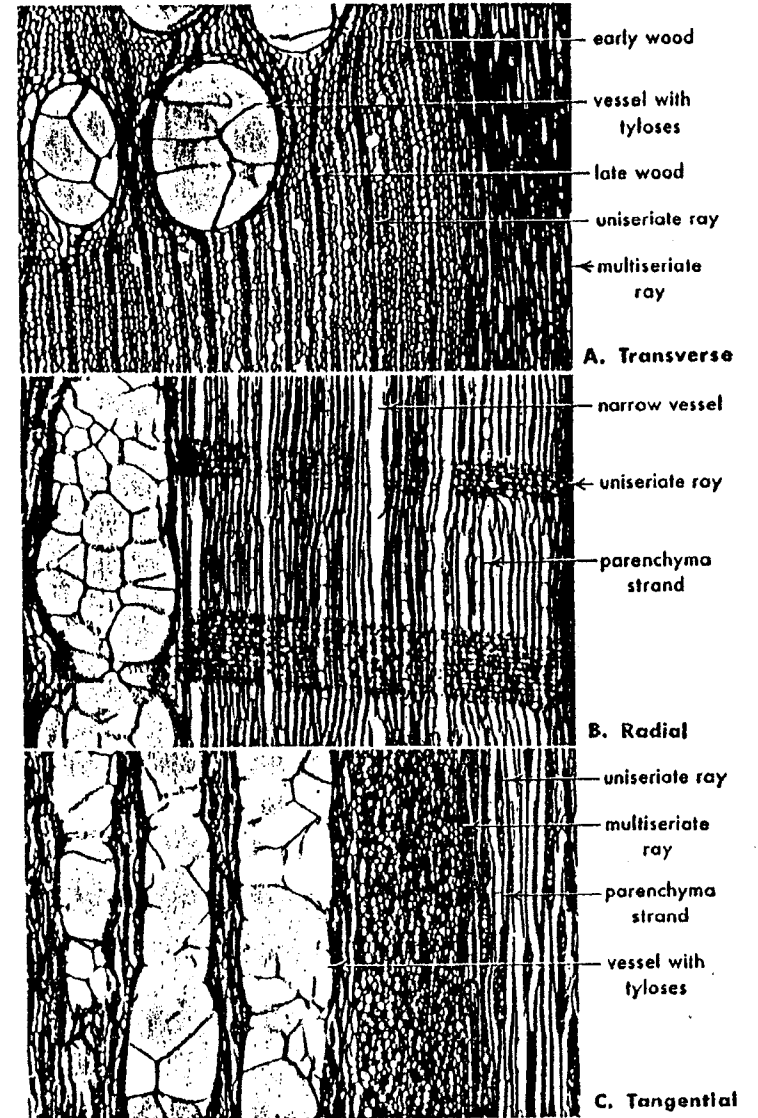 early wood
vessel with
tyloses
late wood
uniseriate ray
multiseriate
ray
A. Transverse
narrow vessel
uniseriate ray
parenchyma
strand
B. Radial
uniseriate ray
multiseriate
ray
parenchyma
strand
vessel with
tyloses
C. Tangential